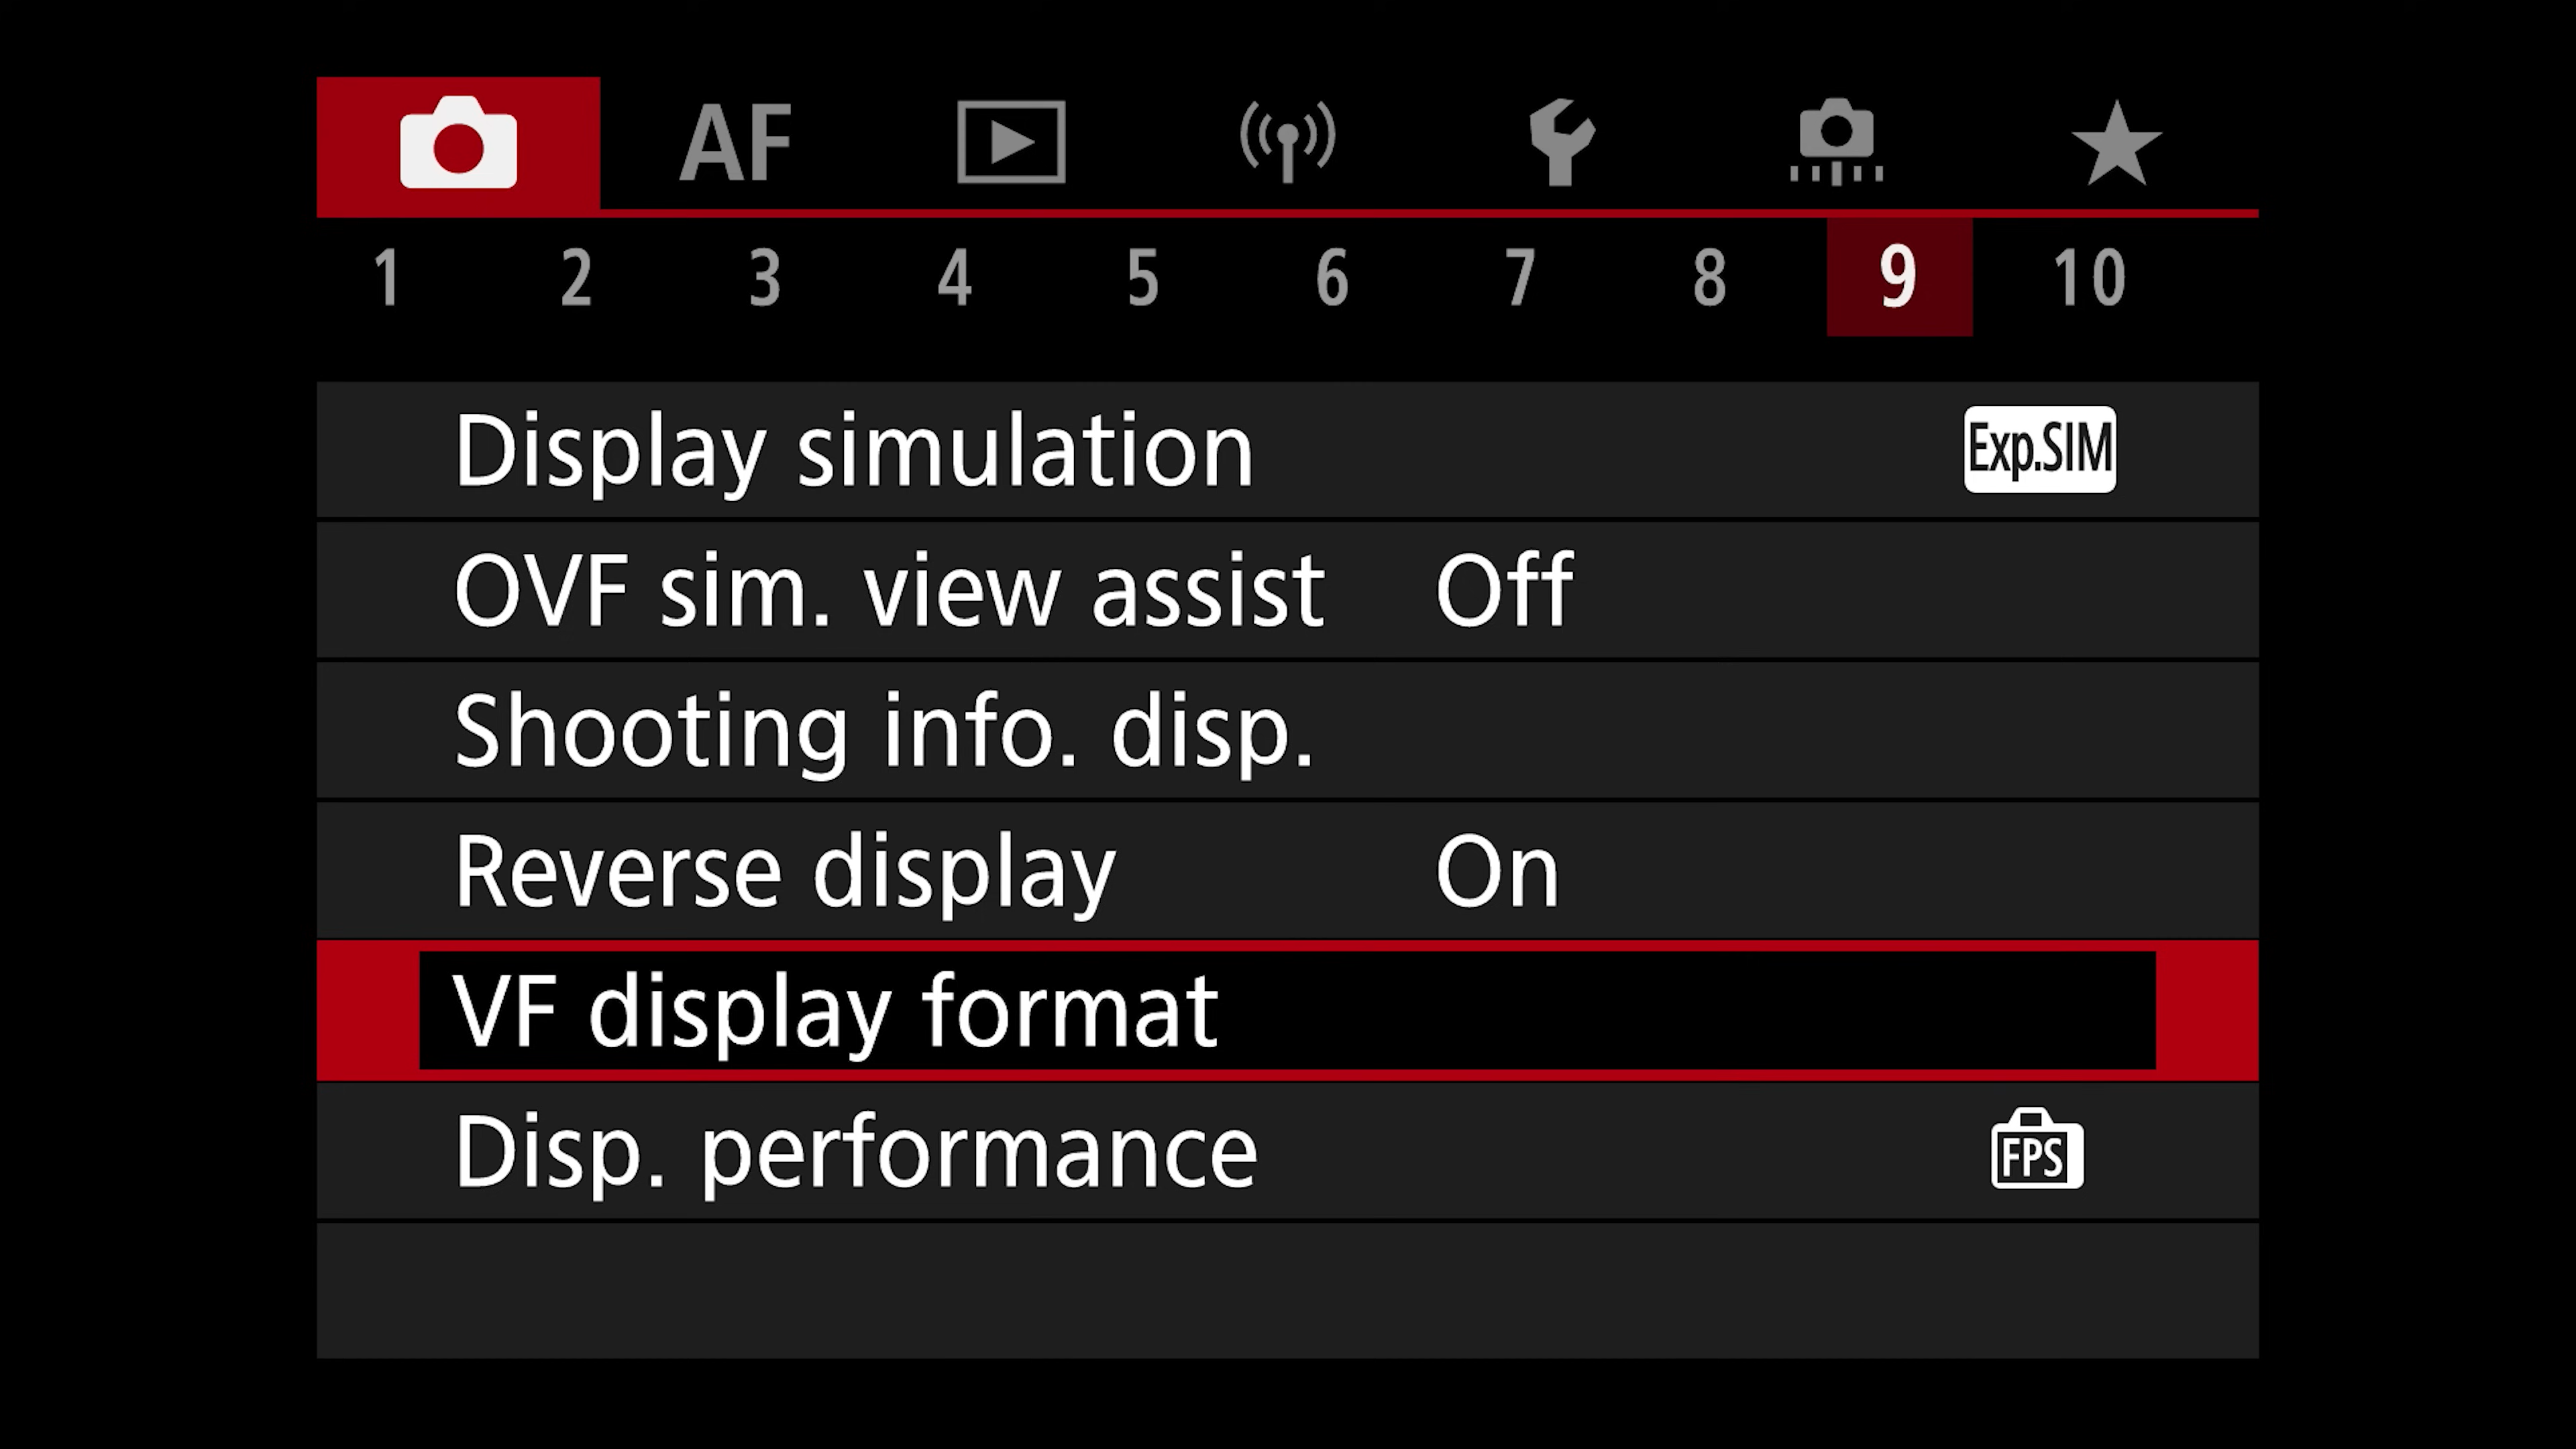 AF
1 2 3 4 5 6 7 8 9 10
Display simulation Exp.SIM
OVF sim. view assist Off
Shooting info. disp.
Reverse display On
VF display format
Disp. performance FPS